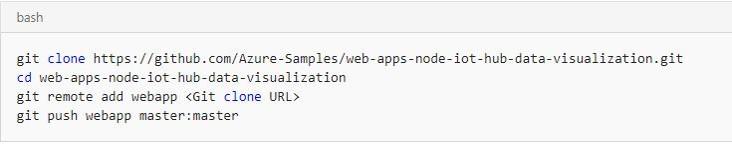 bash
git clone https://github.com/Azure-Samples/web-apps-node-iot-hub-data-visualization.git
cd web-apps-node-iot-hub-data-visualization
git remote add webapp <Git clone URL>
git push webapp master:master